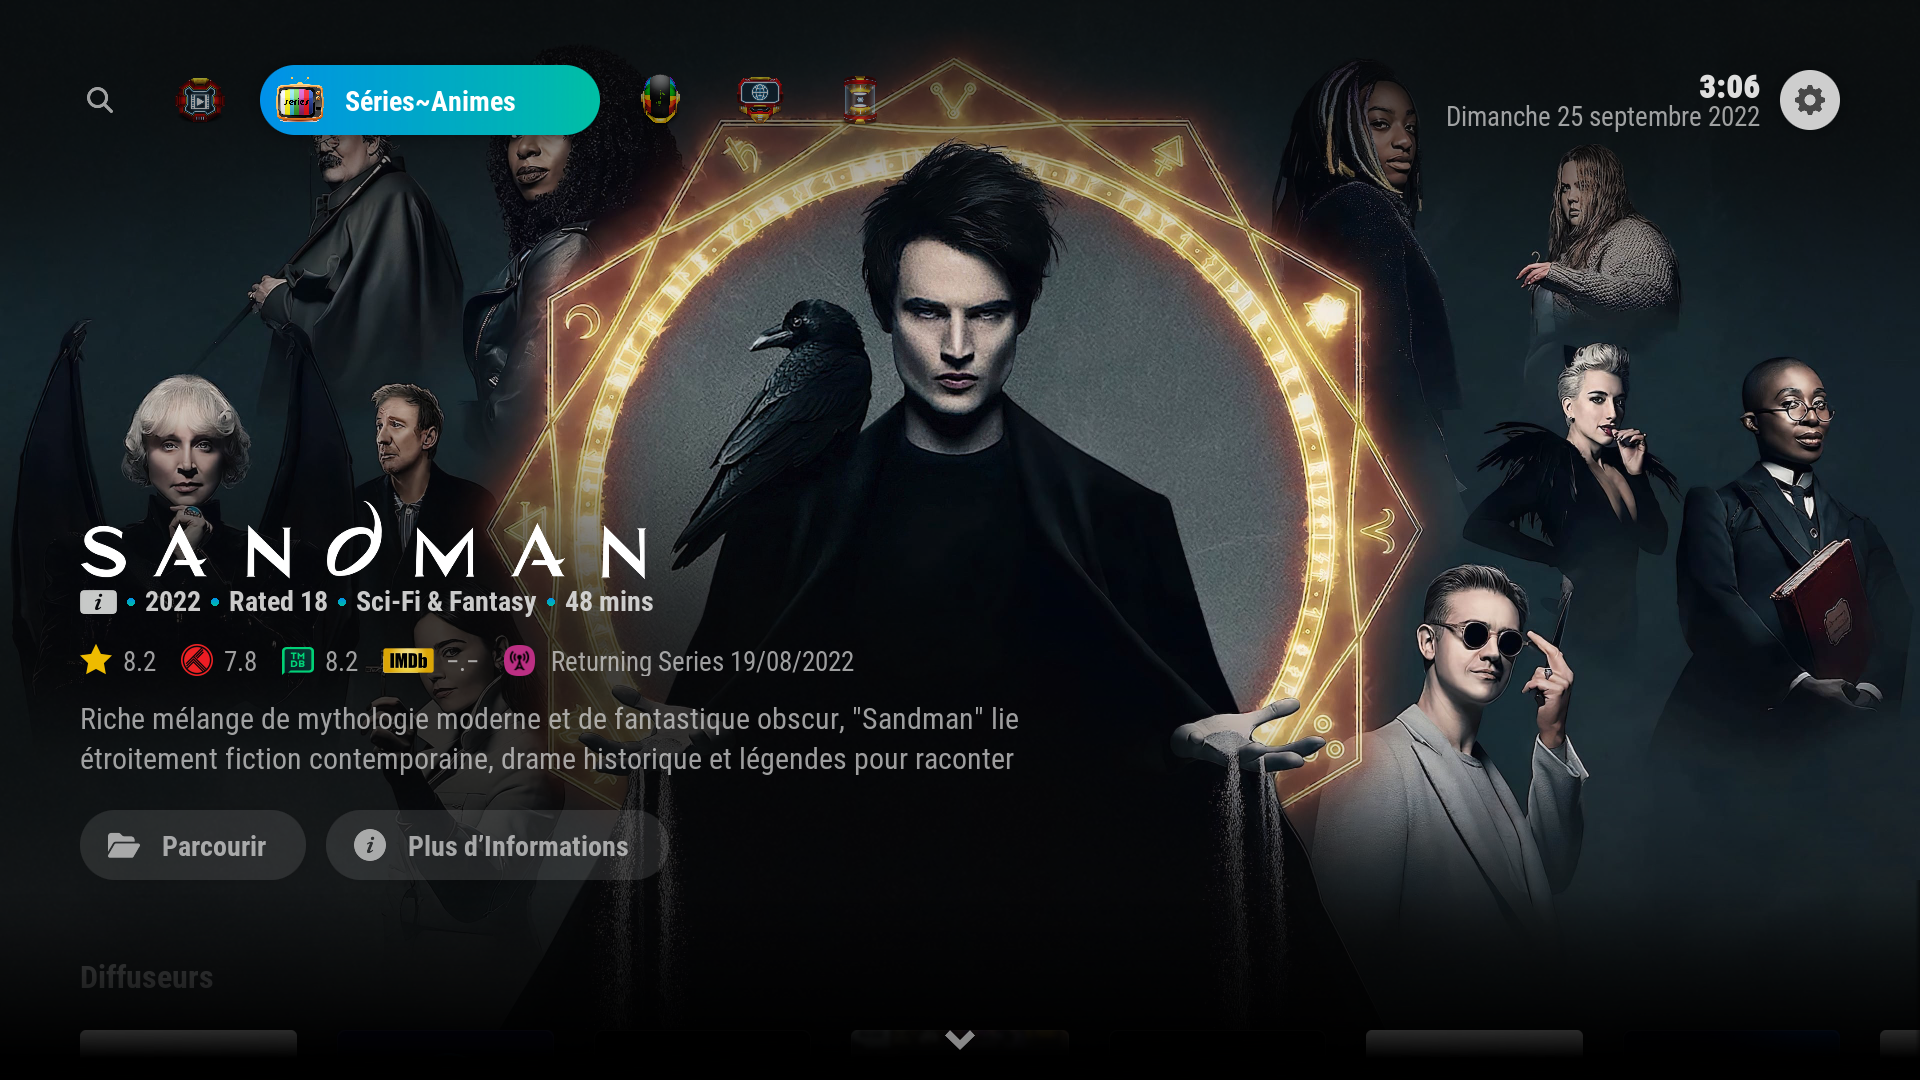 series
Séries~Animes
3:06
Dimanche 25 septembre 2022
SANDMAN
i • 2022 • Rated 18 • Sci-Fi & Fantasy • 48 mins
8.2 7.8 TMDB 8.2 IMDb -.- Returning Series 19/08/2022
Riche mélange de mythologie moderne et de fantastique obscur, "Sandman" lie
étroitement fiction contemporaine, drame historique et légendes pour raconter
Parcourir
i Plus d’Informations
Diffuseurs